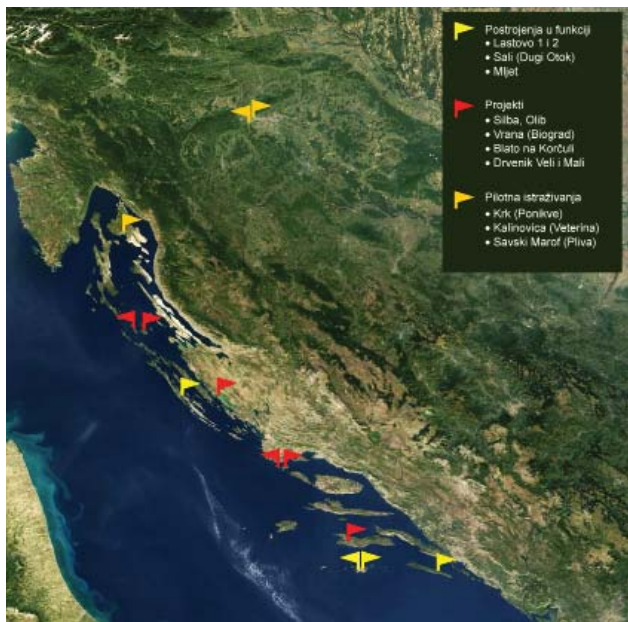 Postrojenja u funkciji
• Lastovo 1 i 2
• Sali (Dugi Otok)
• Mljet
Projekti
• Silba, Olib
• Vrana (Biograd)
• Blato na Korčuli
• Drvenik Veli i Mali
Pilotna istraživanja
• Krk (Ponikve)
• Kalinovica (Veterina)
• Savski Marof (Pliva)